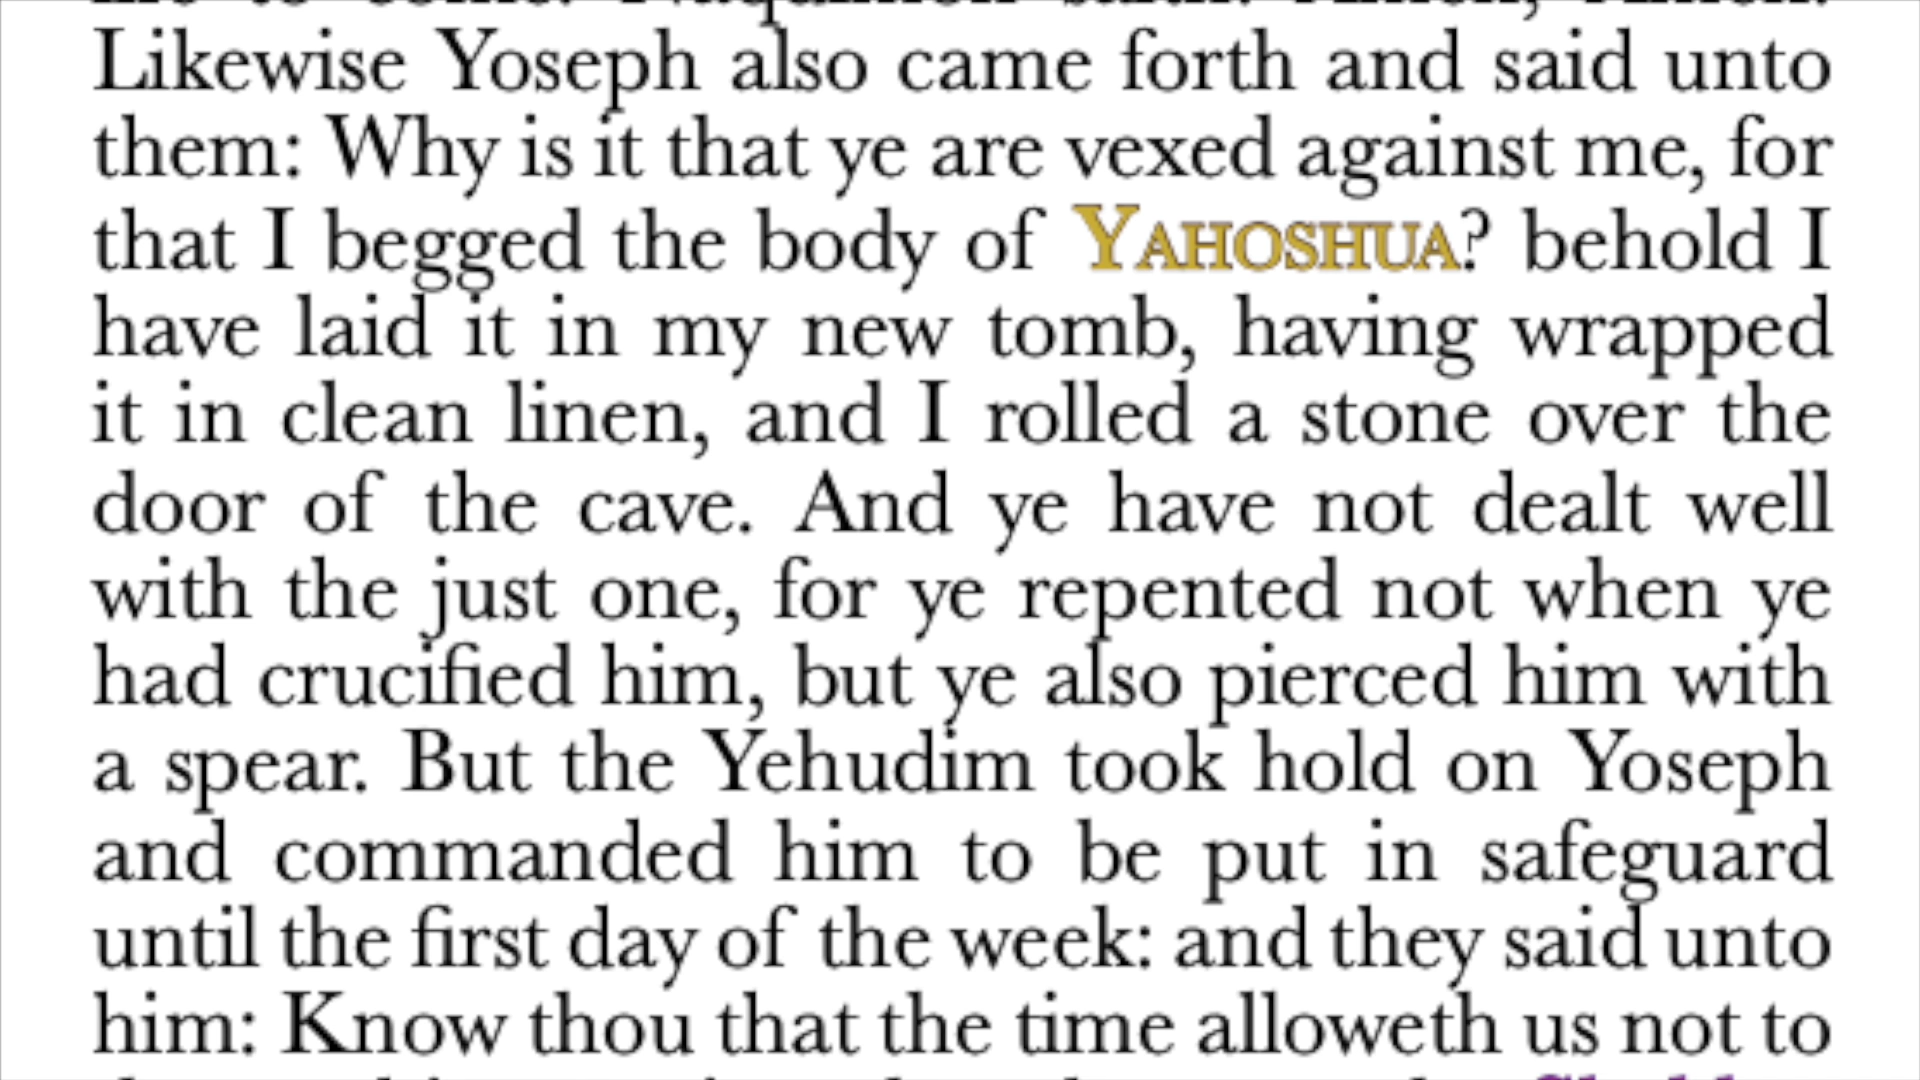 Likewise Yoseph also came forth and said unto
them: Why is it that ye are vexed against me, for
that I begged the body of YAHOSHUA? behold I
have laid it in my new tomb, having wrapped
it in clean linen, and I rolled a stone over the
door of the cave. And ye have not dealt well
with the just one, for ye repented not when ye
had crucified him, but ye also pierced him with
a spear. But the Yehudim took hold on Yoseph
and commanded him to be put in safeguard
until the first day of the week: and they said unto
him: Know thou that the time alloweth us not to